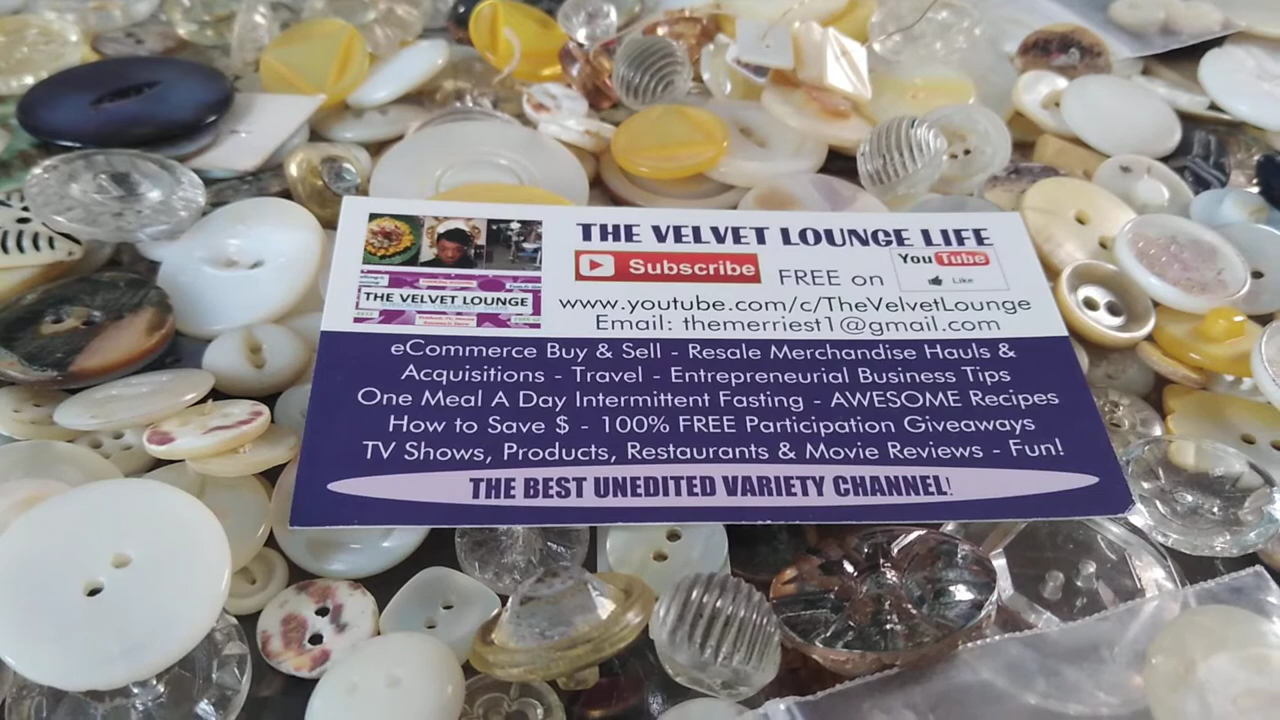 THE VELVET LOUNGE LIFE
Subscribe
FREE on
YouTube
Like
www.youtube.com/c/TheVelvetLounge
Email: themerriest1@gmail.com
THE VELVET LOUNGE
eCommerce Buy & Sell - Resale Merchandise Hauls &
Acquisitions - Travel - Entrepreneurial Business Tips
One Meal A Day Intermittent Fasting - AWESOME Recipes
How to Save $ - 100% FREE Participation Giveaways
TV Shows, Products, Restaurants & Movie Reviews - Fun!
THE BEST UNEDITED VARIETY CHANNEL!